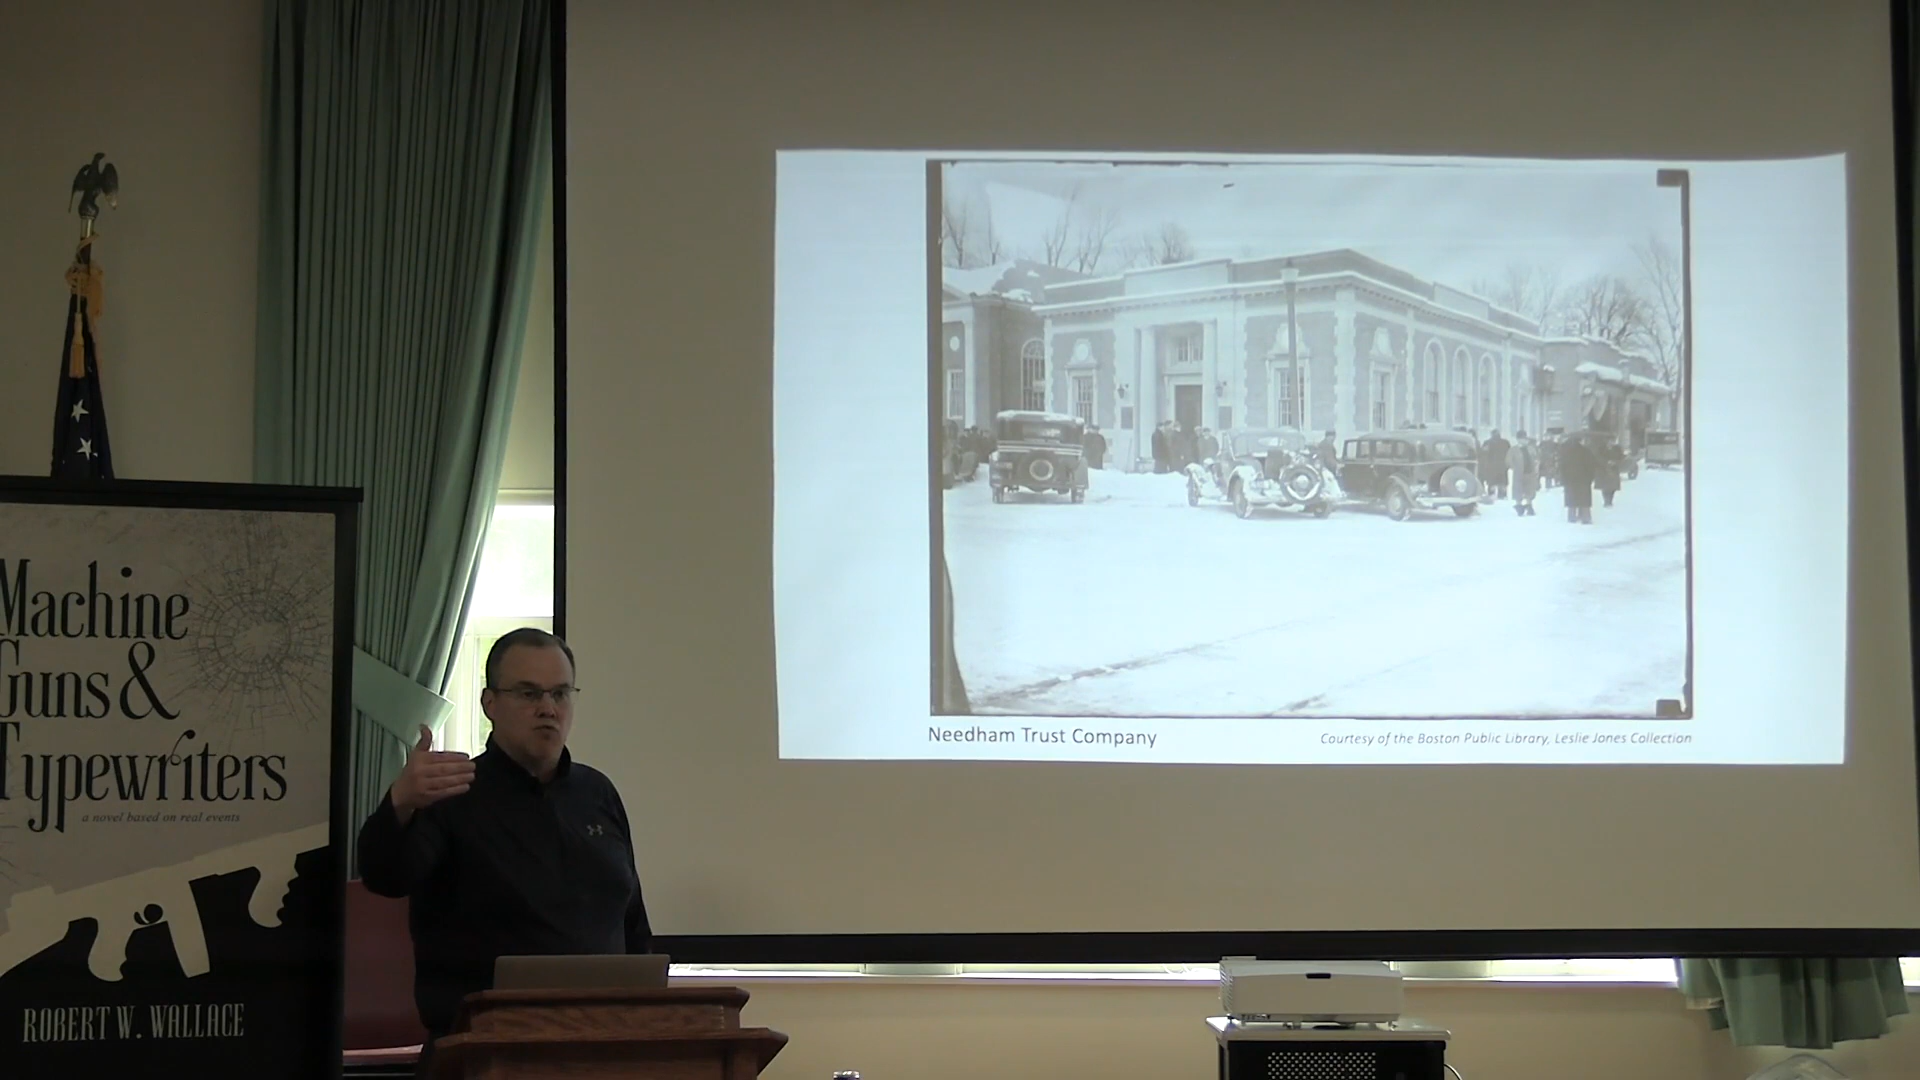 Machine
Guns &
Typewriters
a novel based on real events
ROBERT W. WALLACE
Needham Trust Company
Courtesy of the Boston Public Library, Leslie Jones Collection